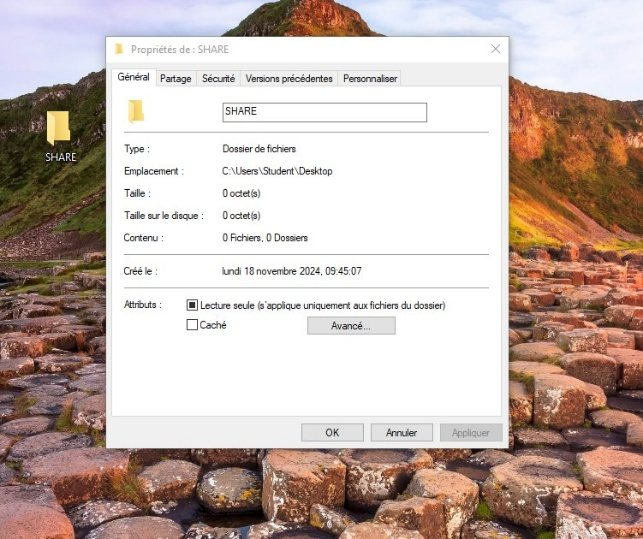 Propriétés de : SHARE
Général Partage Sécurité Versions précédentes Personnaliser
SHARE
SHARE
Type : Dossier de fichiers
Emplacement : C:\Users\Student\Desktop
Taille : 0 octet(s)
Taille sur le disque : 0 octet(s)
Contenu : 0 Fichiers, 0 Dossiers
Créé le : lundi 18 novembre 2024, 09:45:07
Attributs : Lecture seule (s'applique uniquement aux fichiers du dossier)
Caché Avancé...
OK Annuler Appliquer